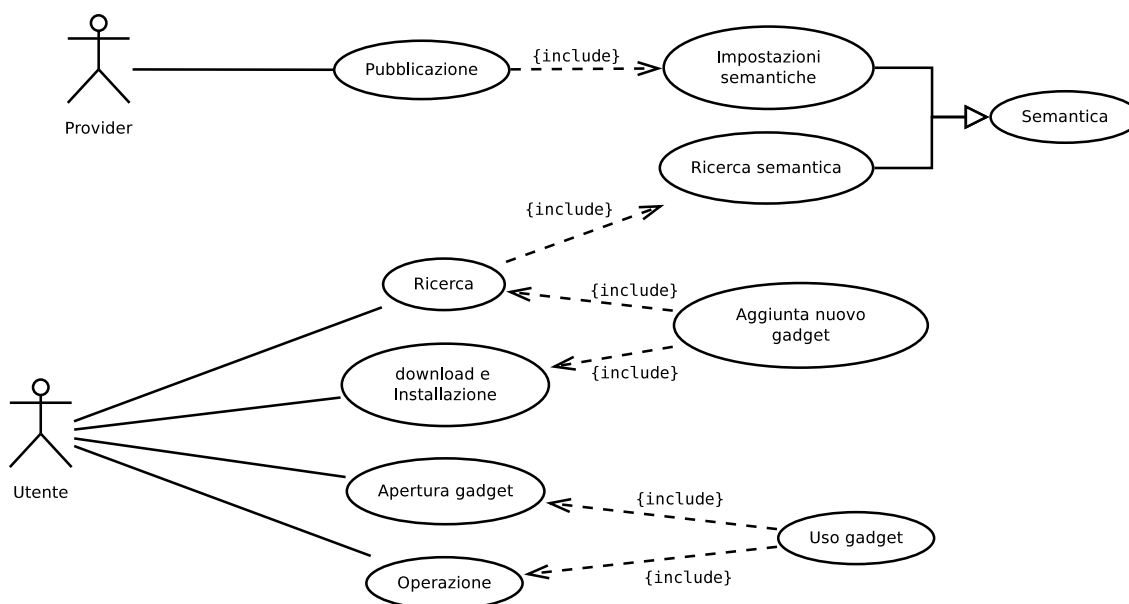 Provider
Pubblicazione
{include}
Impostazioni
semantiche
Semantica
Ricerca semantica
{include}
Ricerca
{include}
Aggiunta nuovo
gadget
download e
Installazione
{include}
Utente
Apertura gadget
{include}
Uso gadget
Operazione
{include}